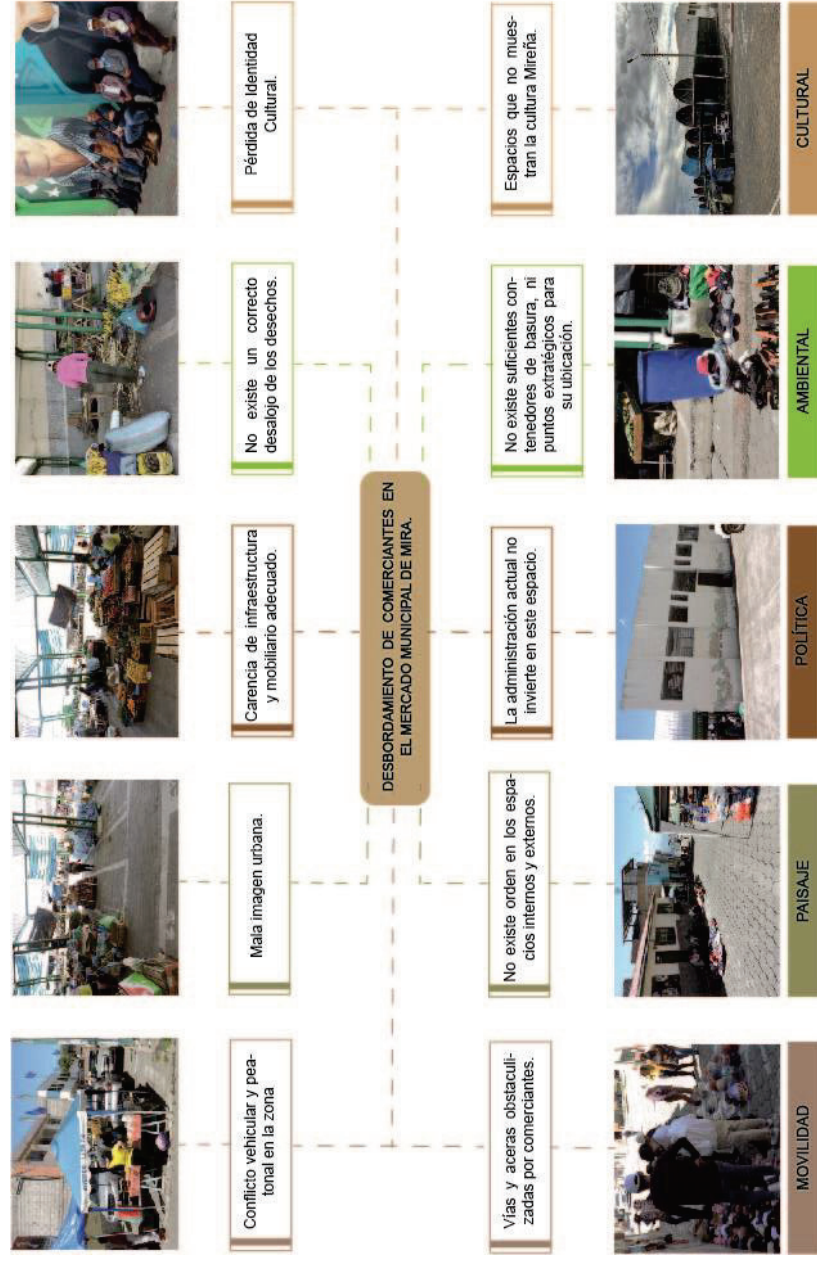 Conflicto vehicular y pea-
tonal en la zona
Mala imagen urbana.
Carencia de infraestructura
y mobiliario adecuado.
No existe un correcto
desalojo de los desechos.
Pérdida de Identidad
Cultural.
DESBORDAMIENTO DE COMERCIANTES EN
EL MERCADO MUNICIPAL DE MIRA.
Vías y aceras obstaculi-
zadas por comerciantes.
No existe orden en los espa-
cios internos y externos.
La administración actual no
invierte en este espacio.
No existe suficientes con-
tenedores de basura, ni
puntos extratégicos para
su ubicación.
Espacios que no mues-
tran la cultura Mireña.
MOVILIDAD
PAISAJE
POLÍTICA
AMBIENTAL
CULTURAL